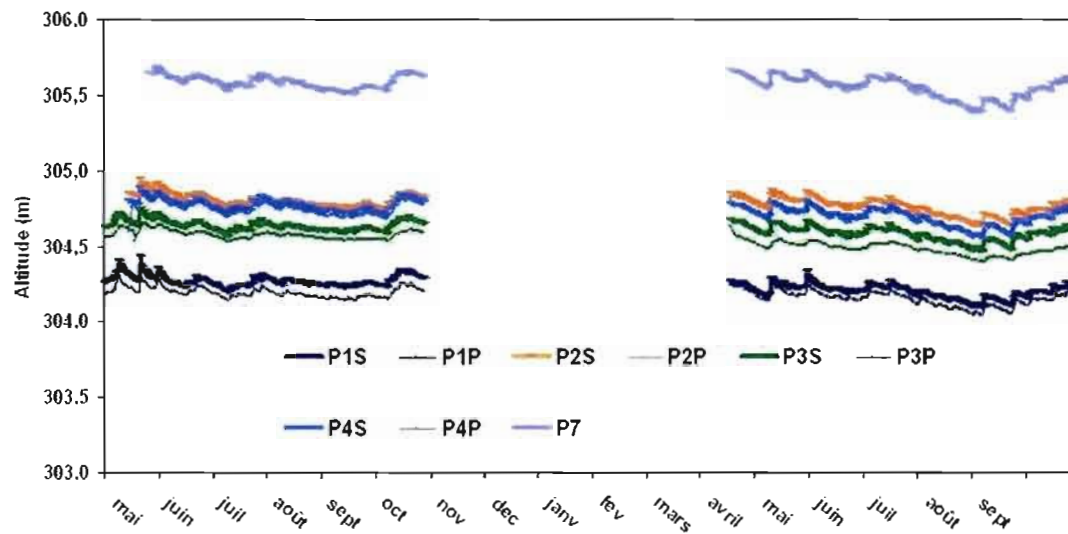 306.0
305.5
305.0
304.5
304.0
303.5
303.0
Altitude (m)
P1S P1P P2S P2P P3S P3P
P4S P4P P7
mai juin juil août sept oct nov dec janv fev mars avril mai juin juil août sept